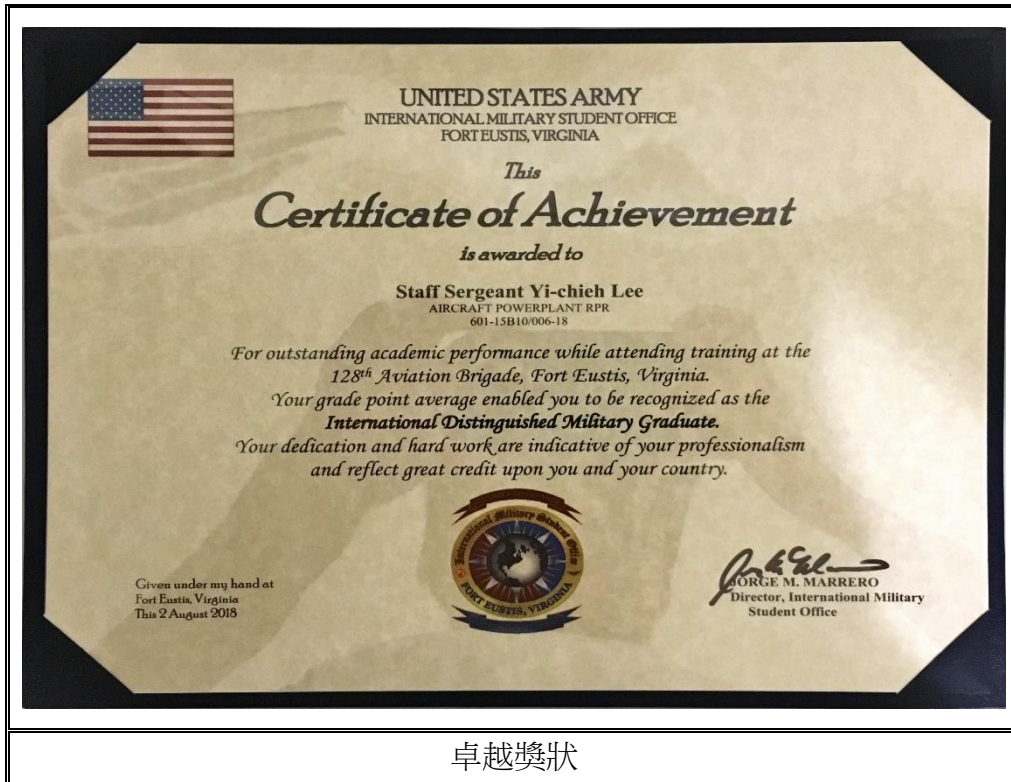 UNITED STATES ARMY
INTERNATIONAL MILITARY STUDENT OFFICE
FORT EUSTIS, VIRGINIA
This
Certificate of Achievement
is awarded to
Staff Sergeant Yi-chieh Lee
AIRCRAFT POWERPLANT RPR
601-15B10/006-18
For outstanding academic performance while attending training at the
128th Aviation Brigade, Fort Eustis, Virginia.
Your grade point average enabled you to be recognized as the
International Distinguished Military Graduate.
Your dedication and hard work are indicative of your professionalism
and reflect great credit upon you and your country.
International Military Student Office
FORT EUSTIS, VIRGINIA
Given under my hand at
Fort Eustis, Virginia
This 2 August 2018
JORGE M. MARRERO
Director, International Military
Student Office
卓越獎狀